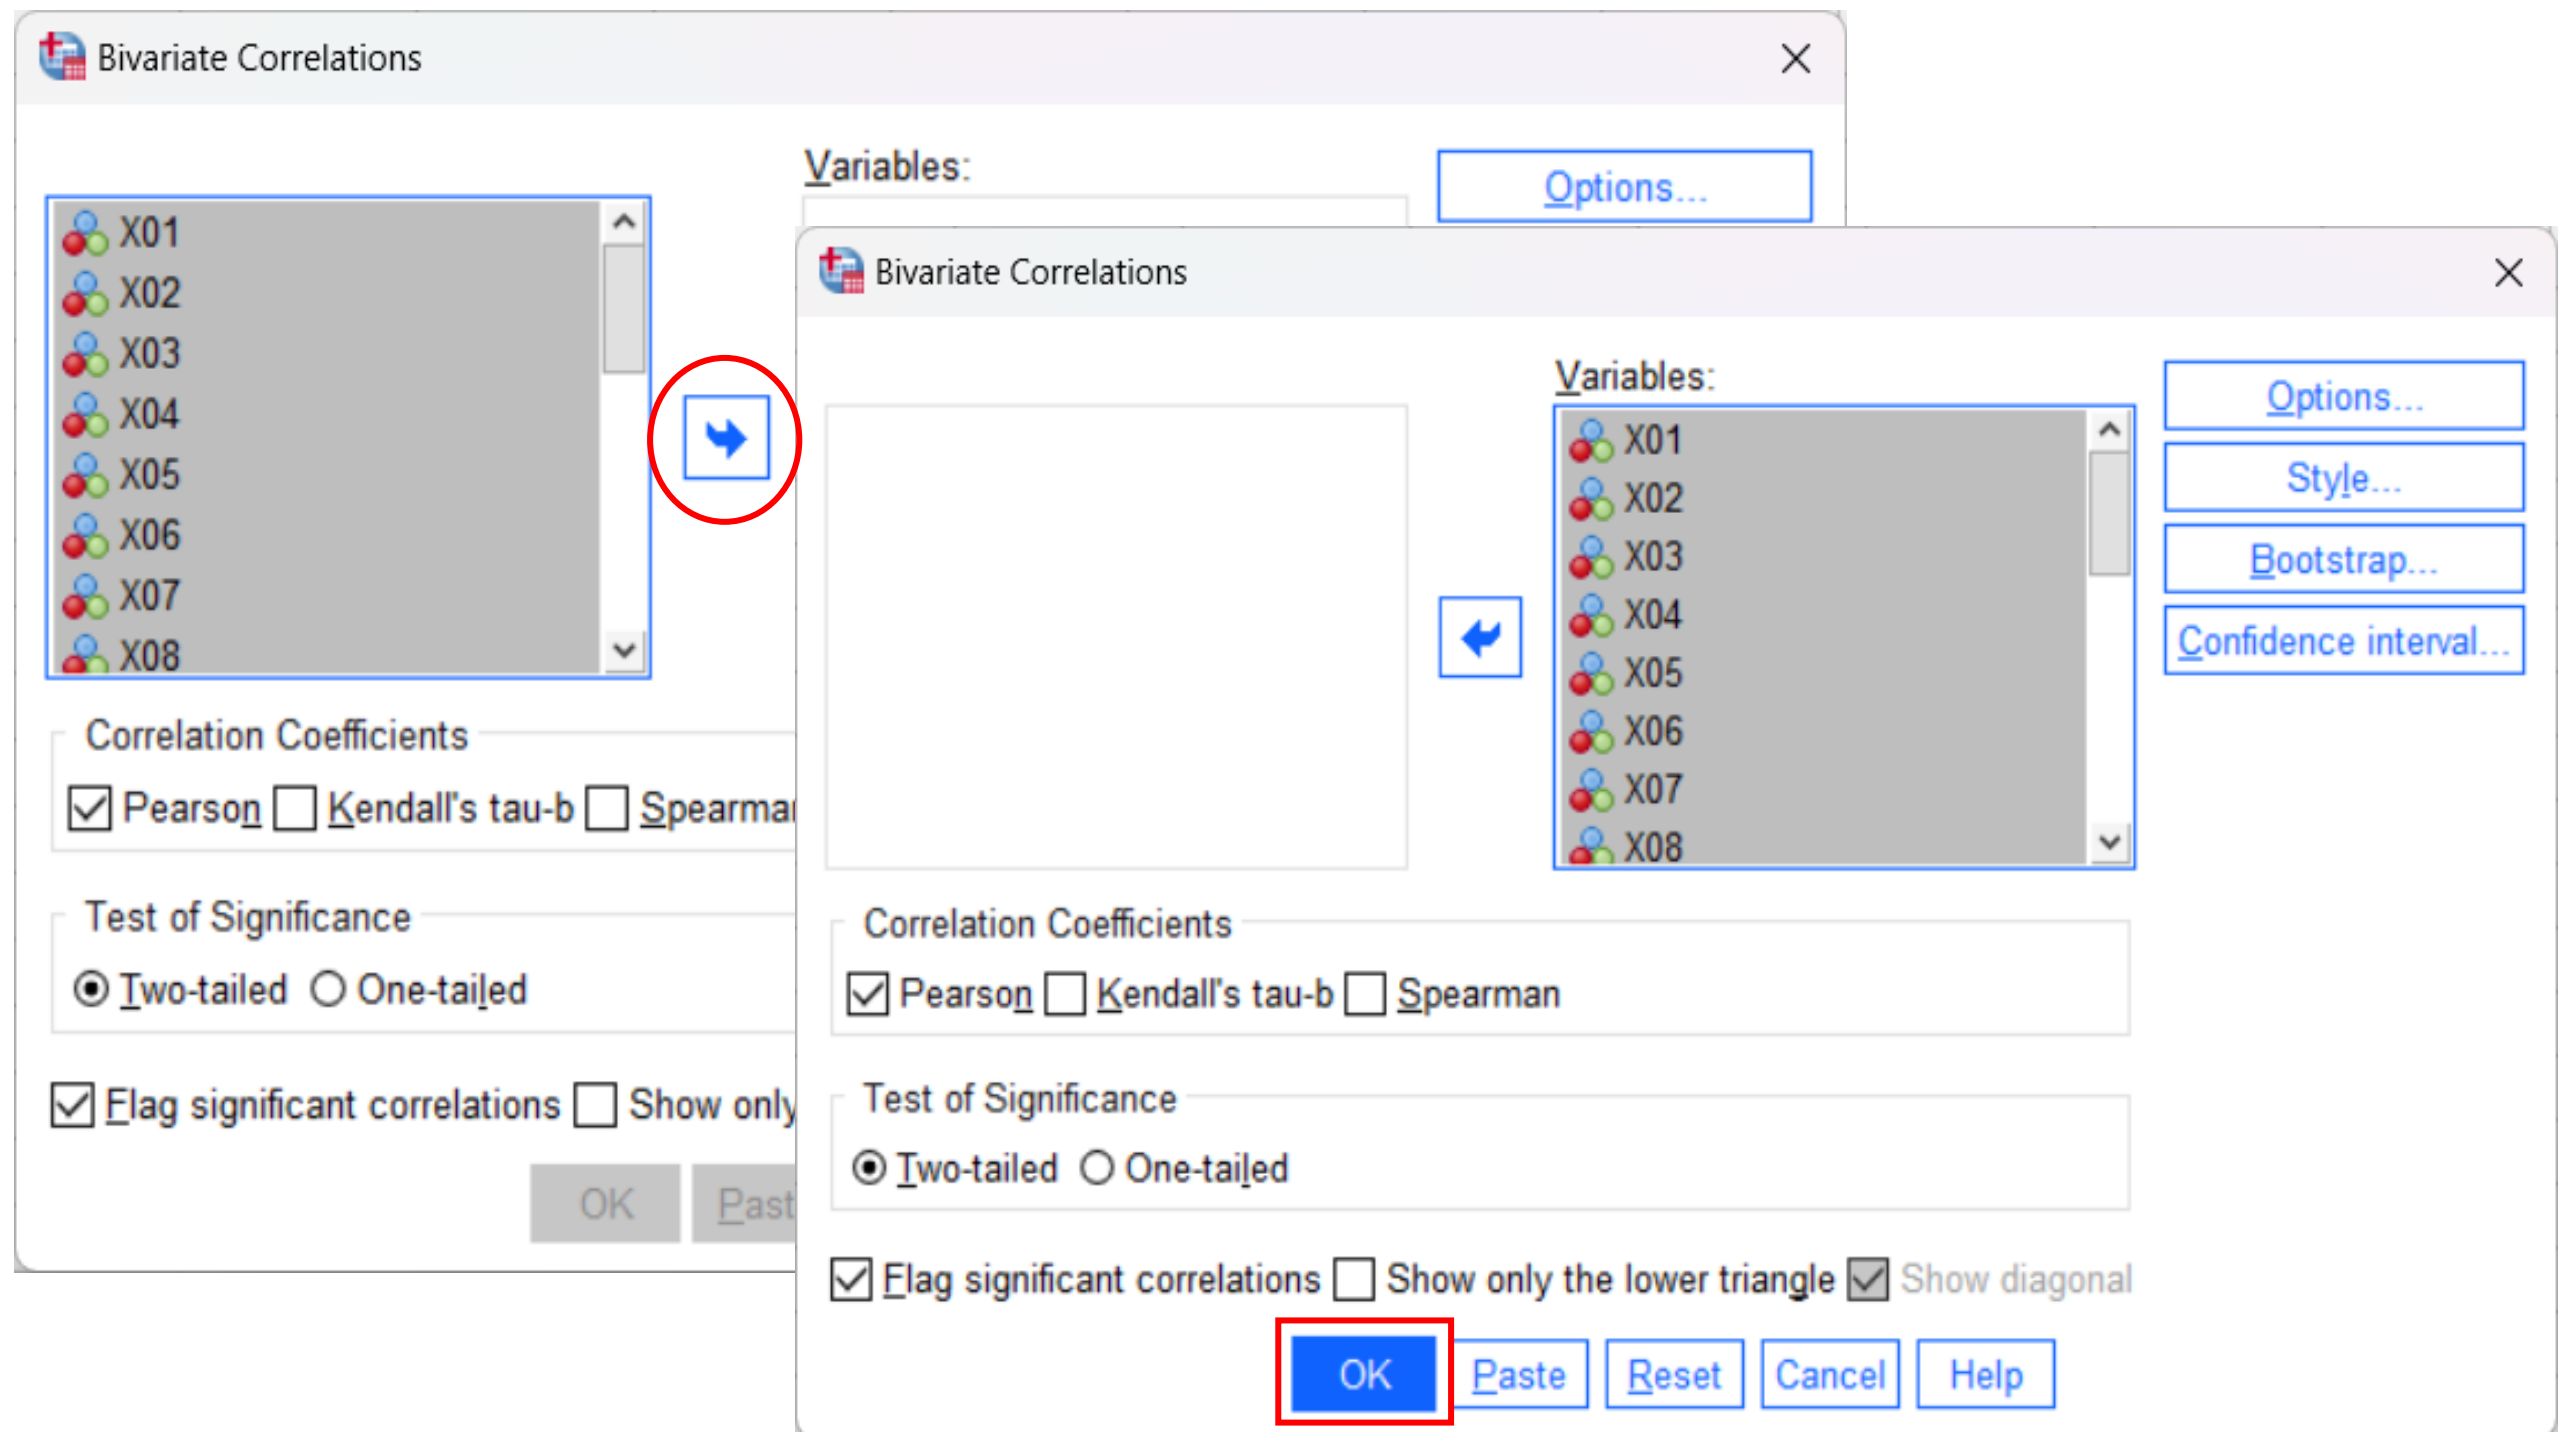 Bivariate Correlations
Variables:
Options...
X01
X02
X03
X04
X05
X06
X07
X08
Correlation Coefficients
Pearson Kendall's tau-b
Test of Significance
Two-tailed One-tailed
Flag significant correlations Show only
OK
Bivariate Correlations
Variables:
X01
X02
X03
X04
X05
X06
X07
X08
Options...
Style...
Bootstrap...
Confidence interval...
Correlation Coefficients
Pearson Kendall's tau-b Spearman
Test of Significance
Two-tailed One-tailed
Flag significant correlations Show only the lower triangle Show diagonal
OK Paste Reset Cancel Help